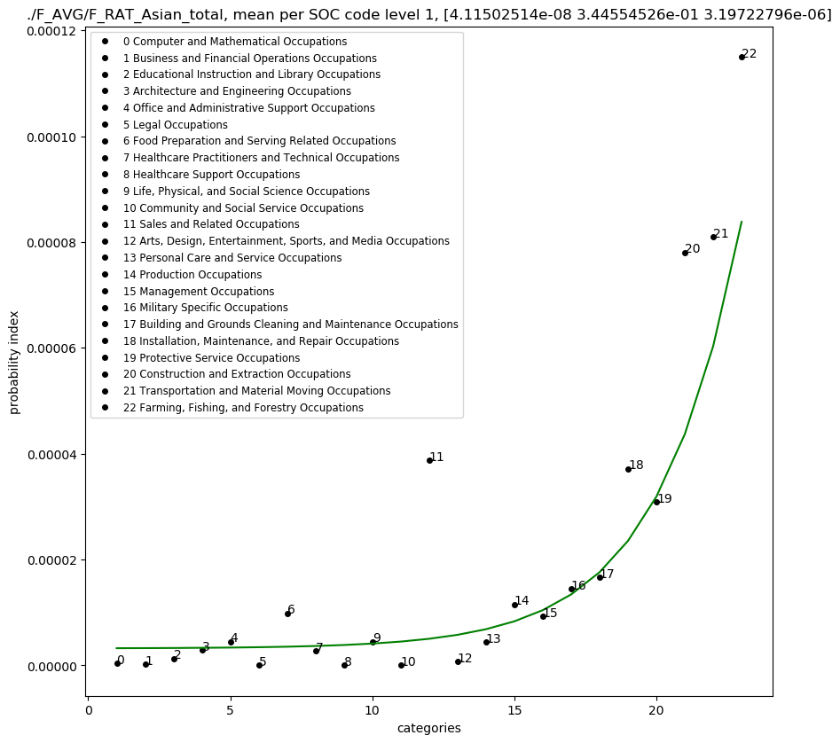 ./F_AVG/F_RAT_Asian_total, mean per SOC code level 1, [4.11502514e-08 3.44554526e-01 3.19722796e-06]
0 Computer and Mathematical Occupations
1 Business and Financial Operations Occupations
2 Educational Instruction and Library Occupations
3 Architecture and Engineering Occupations
4 Office and Administrative Support Occupations
5 Legal Occupations
6 Food Preparation and Serving Related Occupations
7 Healthcare Practitioners and Technical Occupations
8 Healthcare Support Occupations
9 Life, Physical, and Social Science Occupations
10 Community and Social Service Occupations
11 Sales and Related Occupations
12 Arts, Design, Entertainment, Sports, and Media Occupations
13 Personal Care and Service Occupations
14 Production Occupations
15 Management Occupations
16 Military Specific Occupations
17 Building and Grounds Cleaning and Maintenance Occupations
18 Installation, Maintenance, and Repair Occupations
19 Protective Service Occupations
20 Construction and Extraction Occupations
21 Transportation and Material Moving Occupations
22 Farming, Fishing, and Forestry Occupations
probability index
0.00012
0.00010
0.00008
0.00006
0.00004
0.00002
0.00000
0
1
2
3
4
5
6
7
8
9
10
11
12
13
14
15
16
17
18
19
20
21
22
0 5 10 15 20
categories